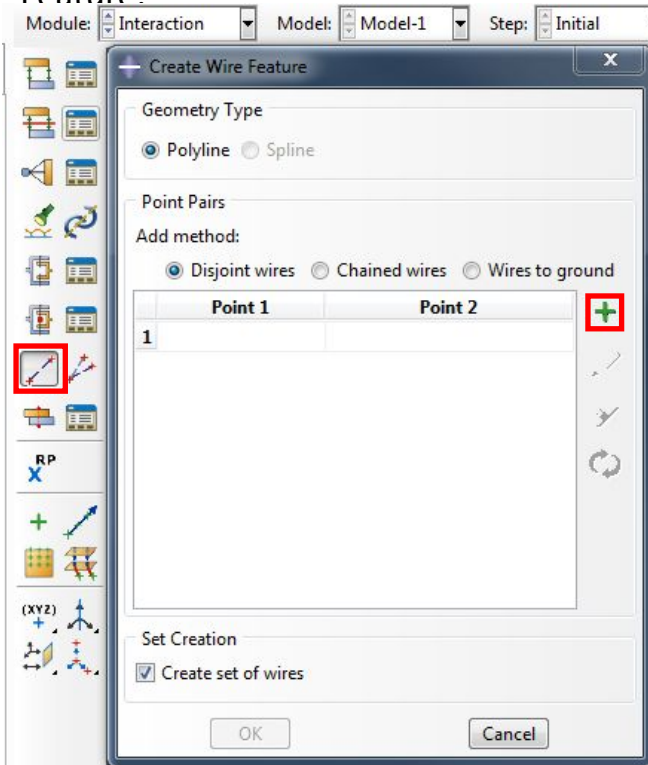 Module: Interaction Model: Model-1 Step: Initial
Create Wire Feature
Geometry Type
Polyline Spline
Point Pairs
Add method:
Disjoint wires Chained wires Wires to ground
Point 1 Point 2
1
RP
(XYZ)
Set Creation
Create set of wires
OK Cancel